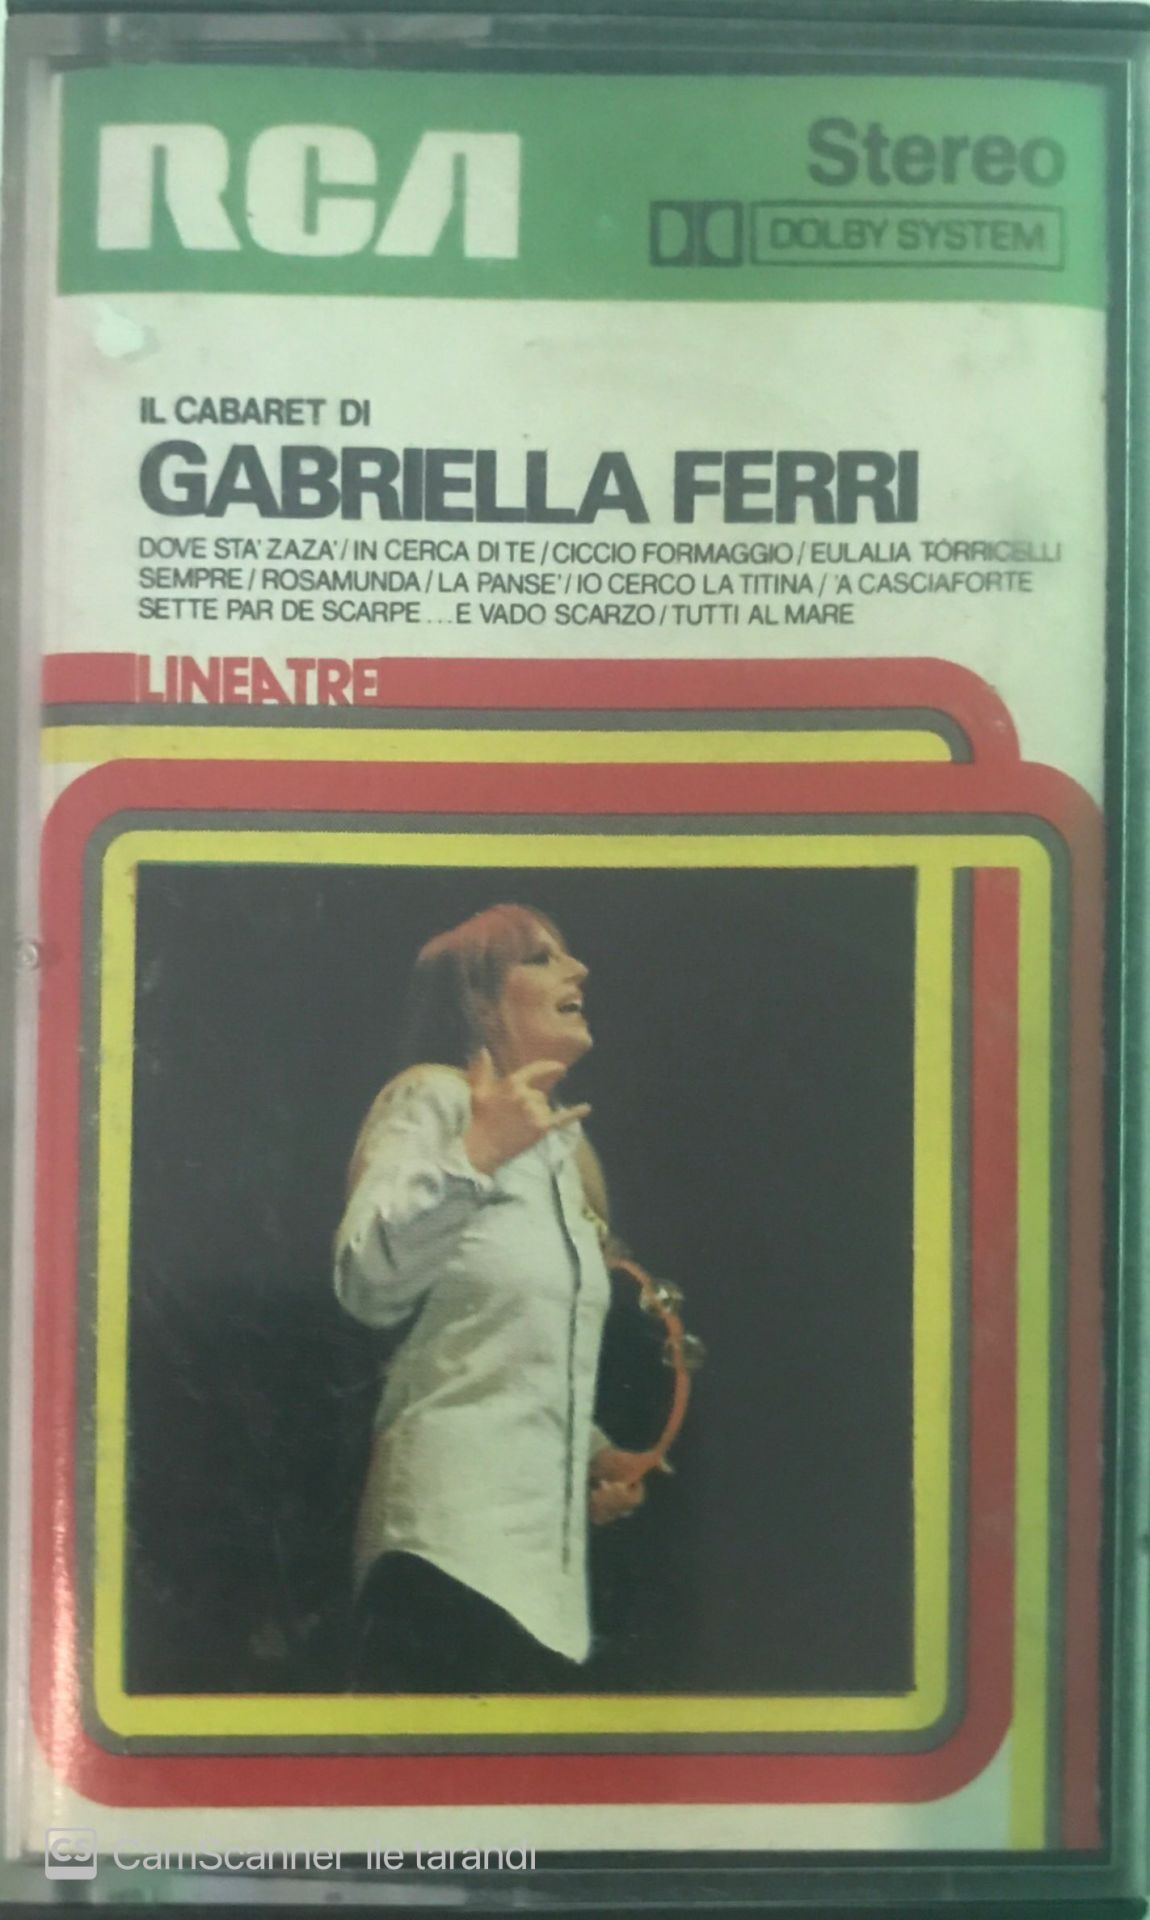 RCA
Stereo
DOLBY SYSTEM
IL CABARET DI
GABRIELLA FERRI
DOVE STA' ZAZA'/IN CERCA DI TE/CICCIO FORMAGGIO/EULALIA TORRICELLI
SEMPRE/ROSAMUNDA/LA PANSE'/IO CERCO LA TITINA/'A CASCIAFORTE
SETTE PAR DE SCARPE...E VADO SCARZO/TUTTI AL MARE
LINEATRE
CS CamScanner ile tarandı